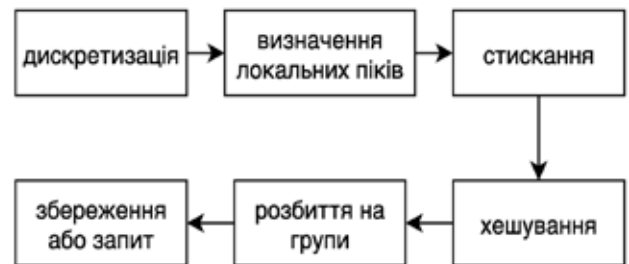 дискретизація
визначення
локальних піків
стискання
хешування
розбиття на
групи
збереження
або запит